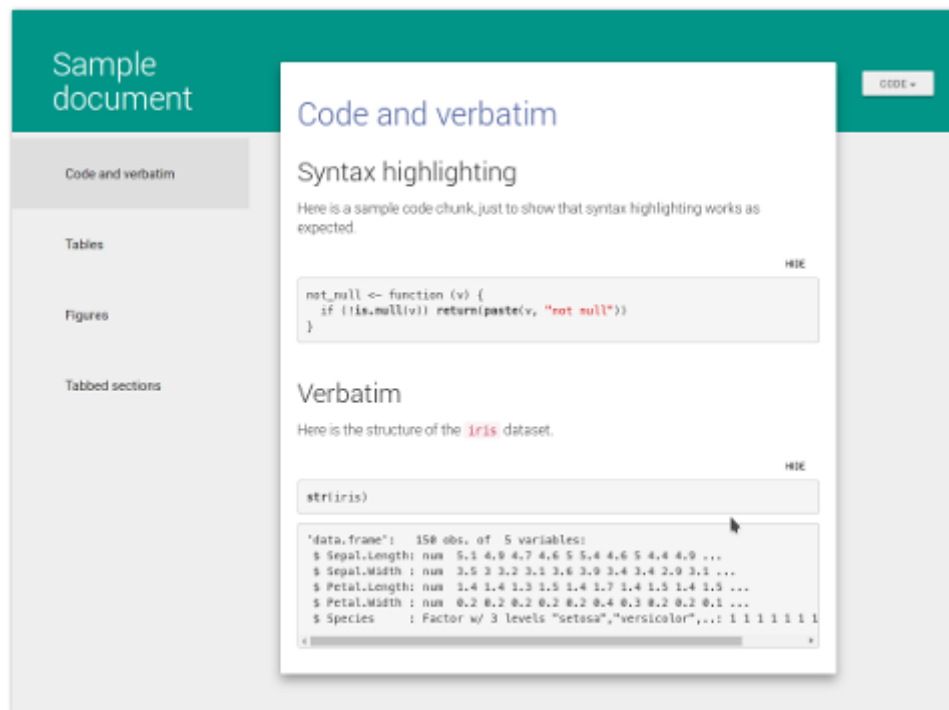 Sample
document
CODE
Code and verbatim
Tables
Figures
Tabbed sections
Code and verbatim
Syntax highlighting
Here is a sample code chunk, just to show that syntax highlighting works as
expected.
HIDE
not_null <- function (v) {
  if (!is.null(v)) return(paste(v, "not null"))
}
Verbatim
Here is the structure of the iris dataset.
HIDE
str(iris)
'data.frame':   150 obs. of  5 variables:
 $ Sepal.Length: num  5.1 4.9 4.7 4.6 5 5.4 4.6 5 4.4 4.9 ...
 $ Sepal.Width : num  3.5 3 3.2 3.1 3.6 3.9 3.4 3.4 2.9 3.1 ...
 $ Petal.Length: num  1.4 1.4 1.3 1.5 1.4 1.7 1.4 1.5 1.4 1.5 ...
 $ Petal.Width : num  0.2 0.2 0.2 0.2 0.2 0.4 0.3 0.2 0.2 0.1 ...
 $ Species     : Factor w/ 3 levels "setosa","versicolor",..: 1 1 1 1 1 1 1